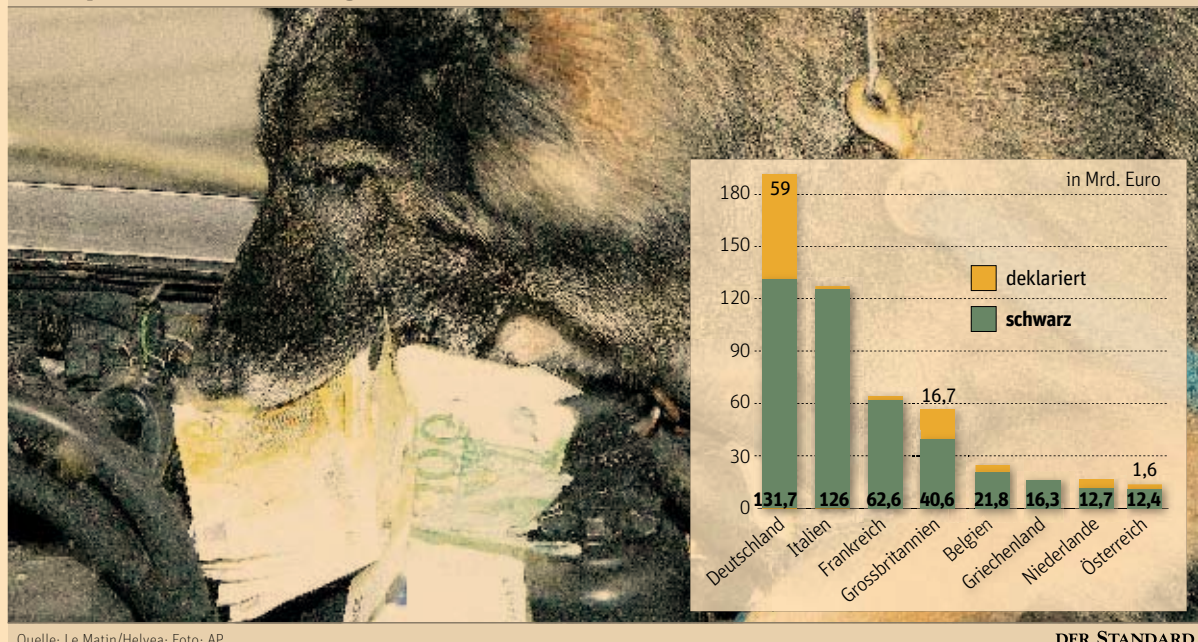 in Mrd. Euro
180
150
120
90
60
30
0
59
16,7
1,6
deklariert
schwarz
131,7 126 62,6 40,6 21,8 16,3 12,7 12,4
Deutschland
Italien
Frankreich
Grossbritannien
Belgien
Griechenland
Niederlande
Österreich
100
Quelle: Le Matin/Helvea; Foto: AP
DER STANDARD